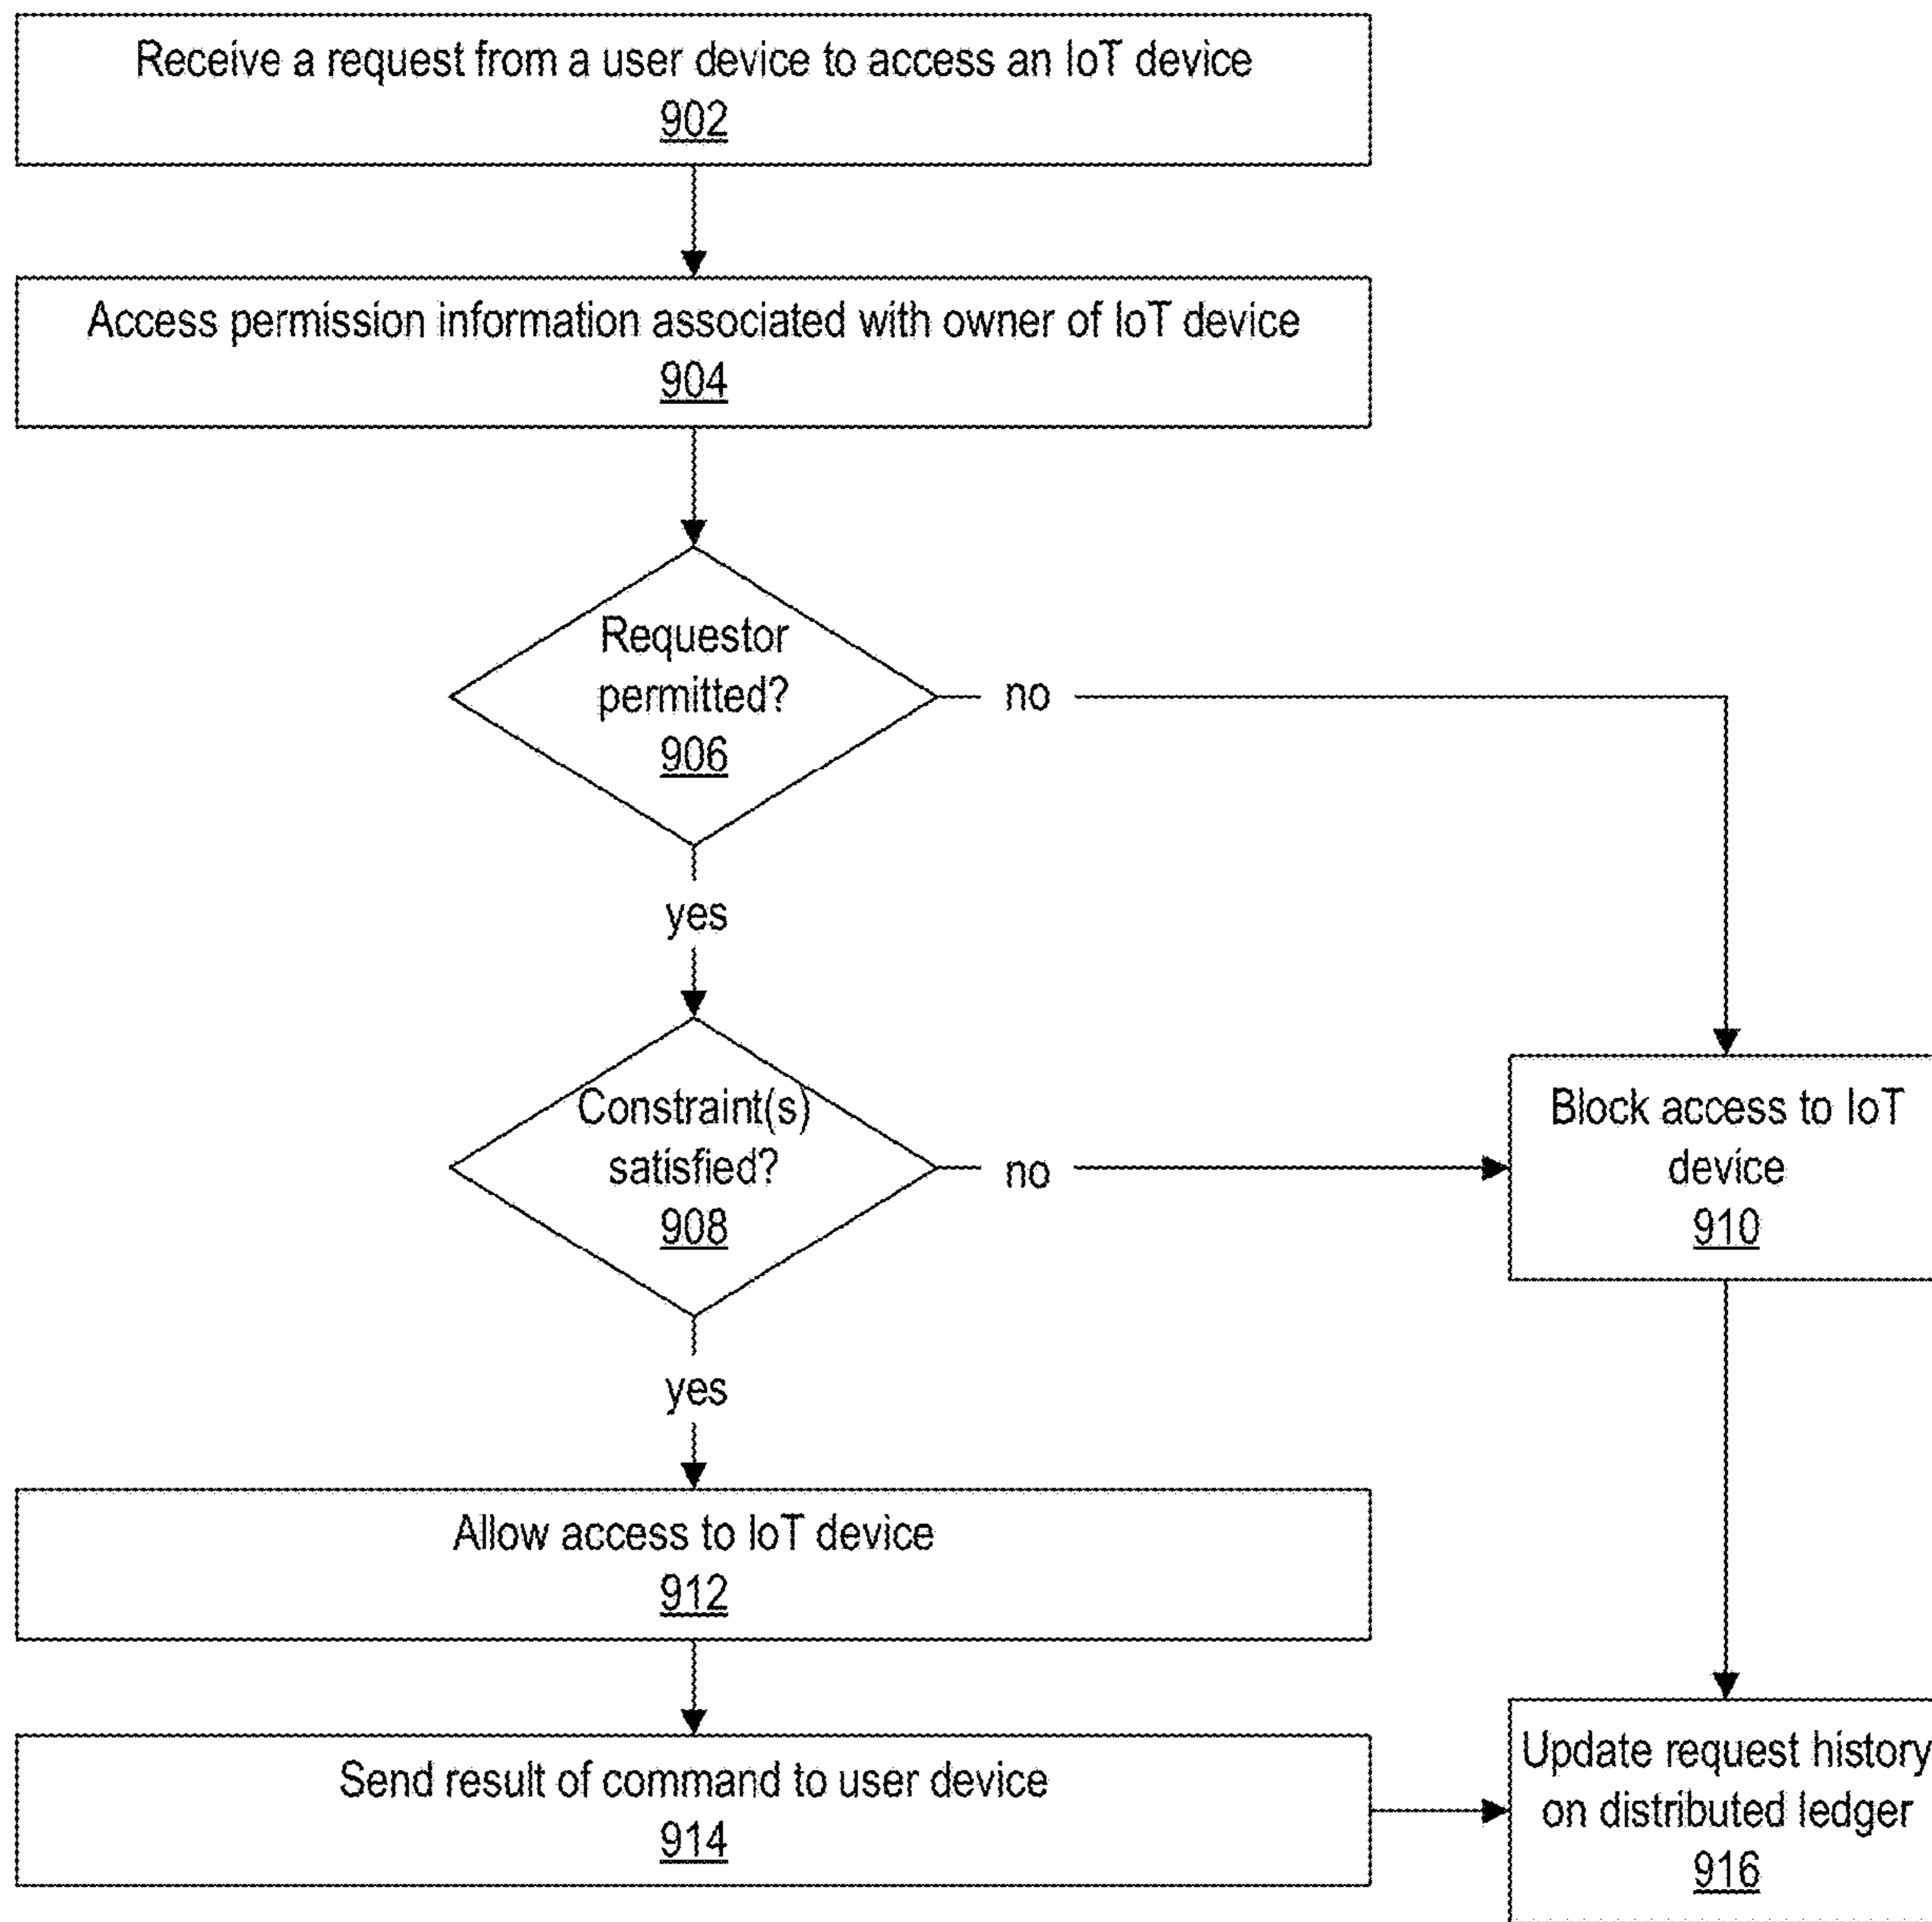 Receive a request from a user device to access an IoT device
902
Access permission information associated with owner of IoT device
904
Requestor
permitted?
906
no
yes
Constraint(s)
satisfied?
908
no
Block access to IoT
device
910
yes
Allow access to IoT device
912
Send result of command to user device
914
Update request history
on distributed ledger
916